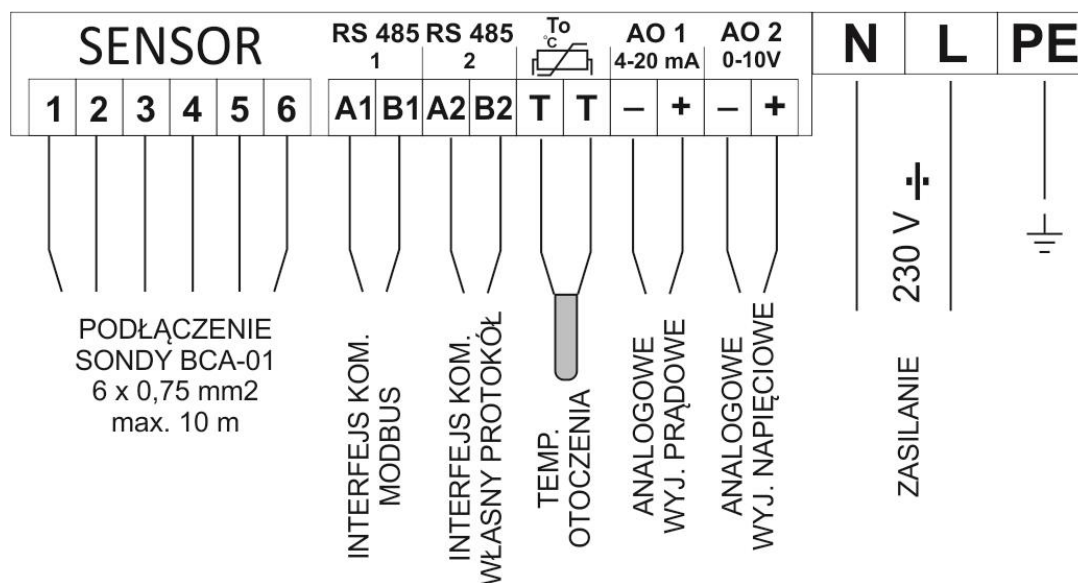 SENSOR
1 2 3 4 5 6
RS 485 RS 485
1 2
A1 B1 A2 B2
To
°C
T T
AO 1
4-20 mA
– +
AO 2
0-10V
– +
N L PE
PODŁĄCZENIE
SONDY BCA-01
6 x 0,75 mm2
max. 10 m
INTERFEJS KOM.
MODBUS
INTERFEJS KOM.
WŁASNY PROTOKÓŁ
TEMP.
OTOCZENIA
ANALOGOWE
WYJ. PRĄDOWE
ANALOGOWE
WYJ. NAPIĘCIOWE
230 V
ZASILANIE